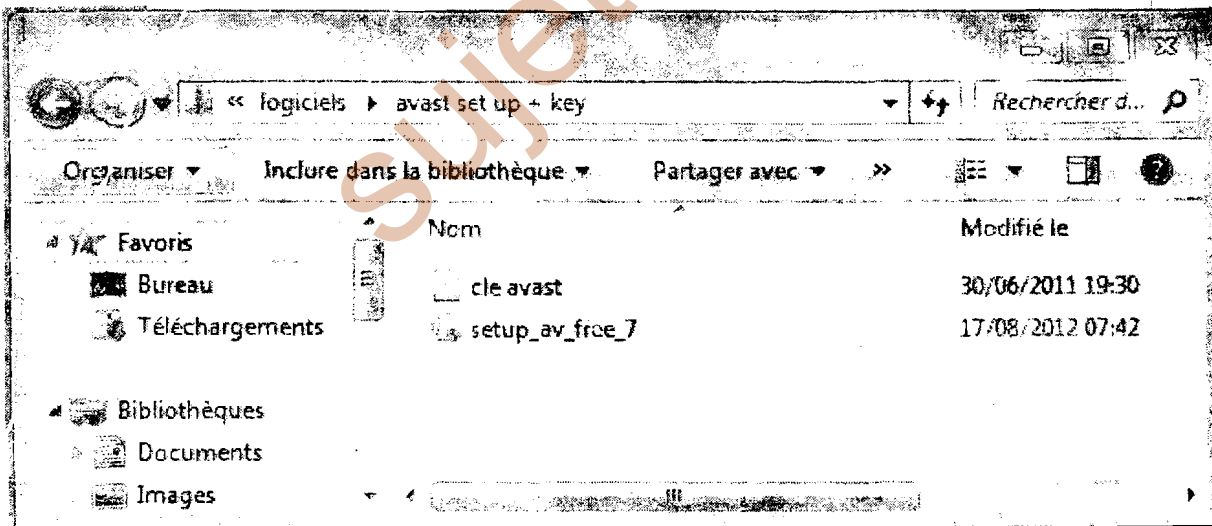 sujet
« logiciels ▸ avast set up + key
Rechercher d...
Organiser ▾ Inclure dans la bibliothèque ▾ Partager avec ▾ »
Favoris
Bureau
Téléchargements
Bibliothèques
Documents
Images
Nom Modifié le
cle avast 30/06/2011 19:30
setup_av_free_7 17/08/2012 07:42